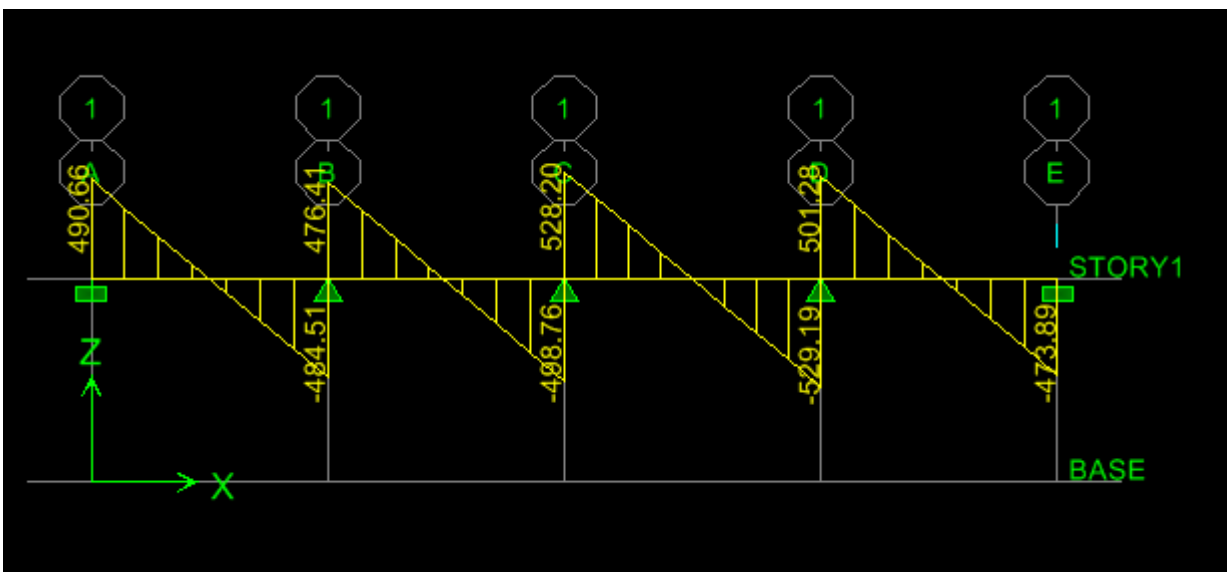 1 1 1 1 1
A B C D E
490.66 476.41 528.20 501.28
STORY1
-484.51 -498.76 -529.19 -473.89
Z
X
BASE